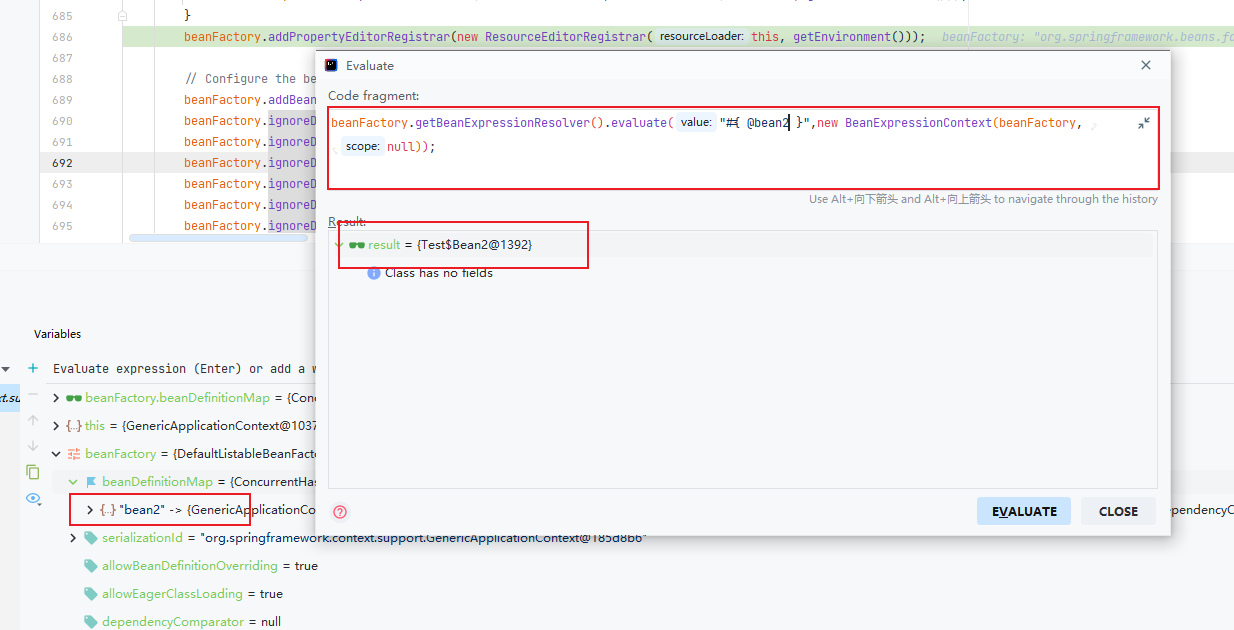 685 }
686 beanFactory.addPropertyEditorRegistrar(new ResourceEditorRegistrar( resourceLoader: this, getEnvironment())); beanFactory: "org.springframework.beans.fa
687
688 // Configure the be
689 beanFactory.addBean
690 beanFactory.ignoreD
691 beanFactory.ignoreD
692 beanFactory.ignoreD
693 beanFactory.ignoreD
694 beanFactory.ignoreD
695 beanFactory.ignoreD
Evaluate
Code fragment:
beanFactory.getBeanExpressionResolver().evaluate( value: "#{ @bean2 }",new BeanExpressionContext(beanFactory,
scope: null));
Use Alt+向下箭头 and Alt+向上箭头 to navigate through the history
Result:
result = {Test$Bean2@1392}
Class has no fields
EVALUATE
CLOSE
Variables
Evaluate expression (Enter) or add a w
xt.su
beanFactory.beanDefinitionMap = {Conc
this = {GenericApplicationContext@1037
beanFactory = {DefaultListableBeanFacto
beanDefinitionMap = {ConcurrentHas
"bean2" -> {GenericApplicationCo
ependencyC
serializationId = "org.springframework.context.support.GenericApplicationContext@185d8b6"
allowBeanDefinitionOverriding = true
allowEagerClassLoading = true
dependencyComparator = null